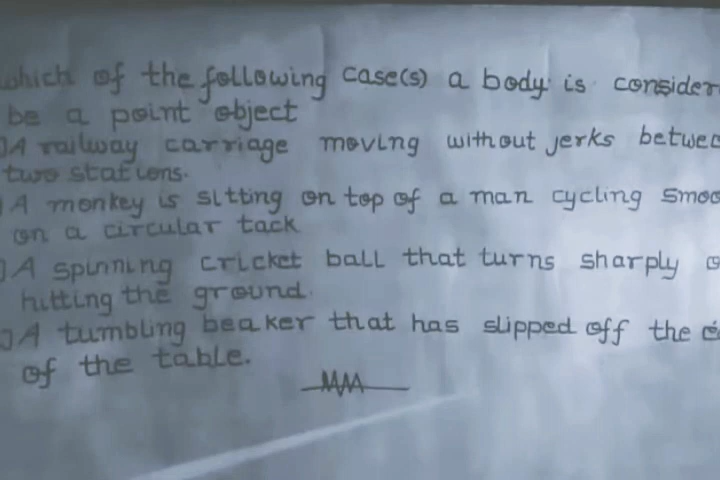 which of the following case(s) a body is consider
be a point object
)A railway carriage moving without jerks betwee
two stations.
) A monkey is sitting on top of a man cycling smoo
on a circular tack
) A spinning cricket ball that turns sharply o
hitting the ground.
) A tumbling beaker that has slipped off the
of the table.